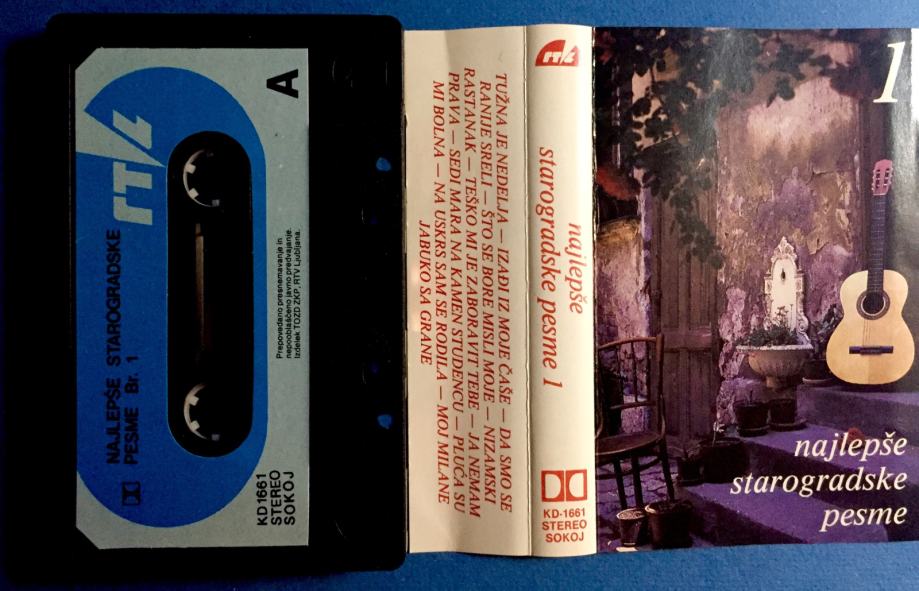 A
rtl
NAJLEPŠE STAROGRADSKE
PESME Br. 1
Prepovedano presnemavanje in
nepooblaščeno javno predvajanje.
Izdelek TOZD ZKP, RTV Ljubljana.
KD1661
STEREO
SOKOJ
TUŽNA JE NEDELJA — IZAĐI IZ MOJE ČAŠE — DA SMO SE
RANIJE SRELI — ŠTO SE BORE MISLI MOJE — NIZAMSKI
RASTANAK — TEŠKO MI JE ZABORAVIT TEBE — JA NEMAM
PRAVA — SEDI MARA NA KAMEN STUDENCU — PLUĆA SU
MI BOLNA — NA USKRS SAM SE RODILA — MOJ MILANE
JABUKO SA GRANE
rtl
najlepše
starogradske pesme 1
KD-1661
STEREO
SOKOJ
1
najlepše
starogradske
pesme